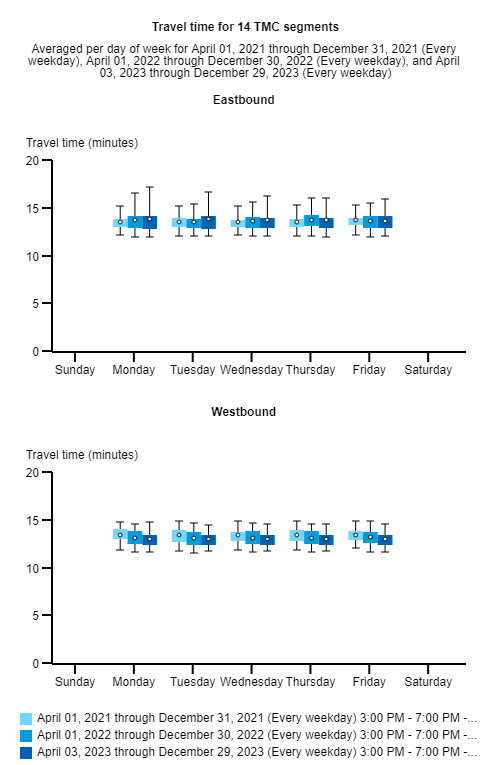 Travel time for 14 TMC segments
Averaged per day of week for April 01, 2021 through December 31, 2021 (Every
weekday), April 01, 2022 through December 30, 2022 (Every weekday), and April
03, 2023 through December 29, 2023 (Every weekday)
Eastbound
Travel time (minutes)
20
15
10
5
0
Sunday Monday Tuesday Wednesday Thursday Friday Saturday
Westbound
Travel time (minutes)
20
15
10
5
0
Sunday Monday Tuesday Wednesday Thursday Friday Saturday
April 01, 2021 through December 31, 2021 (Every weekday) 3:00 PM - 7:00 PM -...
April 01, 2022 through December 30, 2022 (Every weekday) 3:00 PM - 7:00 PM -...
April 03, 2023 through December 29, 2023 (Every weekday) 3:00 PM - 7:00 PM -...